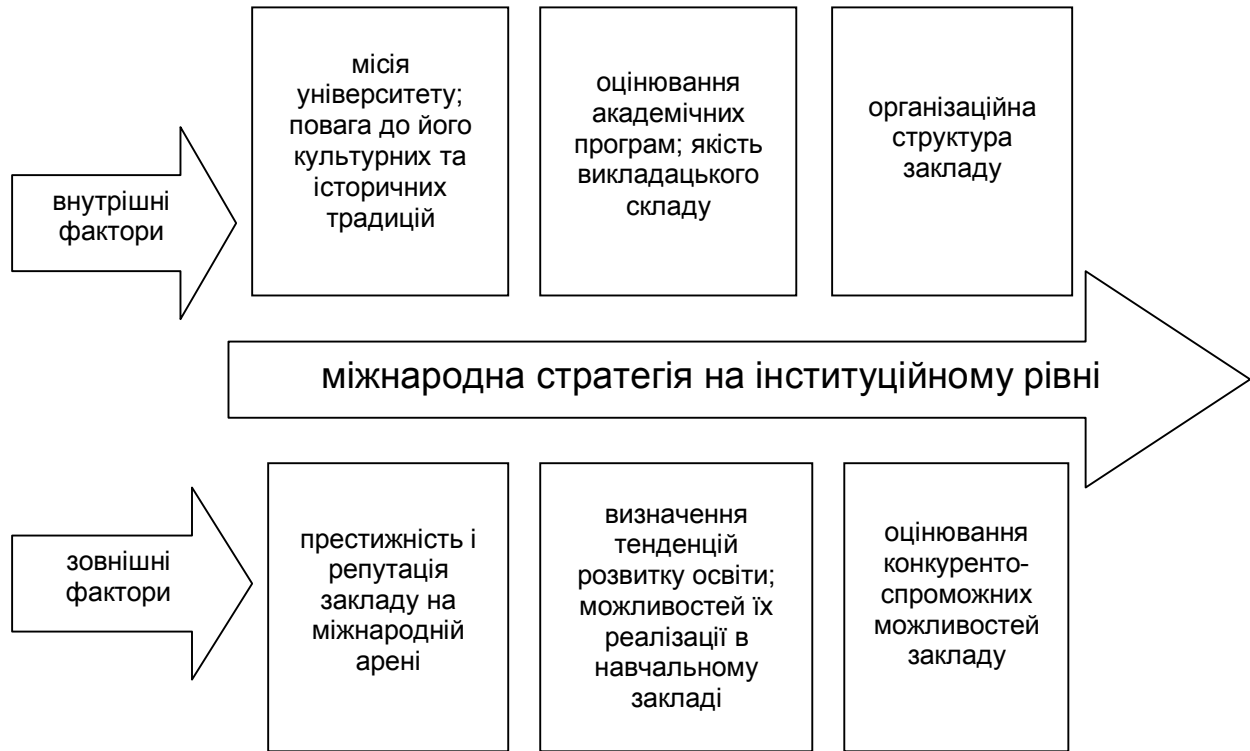 внутрішні
фактори
місія
університету;
повага до його
культурних та
історичних
традицій
оцінювання
академічних
програм; якість
викладацького
складу
організаційна
структура
закладу
міжнародна стратегія на інституційному рівні
зовнішні
фактори
престижність і
репутація
закладу на
міжнародній
арені
визначення
тенденцій
розвитку освіти;
можливостей їх
реалізації в
навчальному
закладі
оцінювання
конкуренто-
спроможних
можливостей
закладу